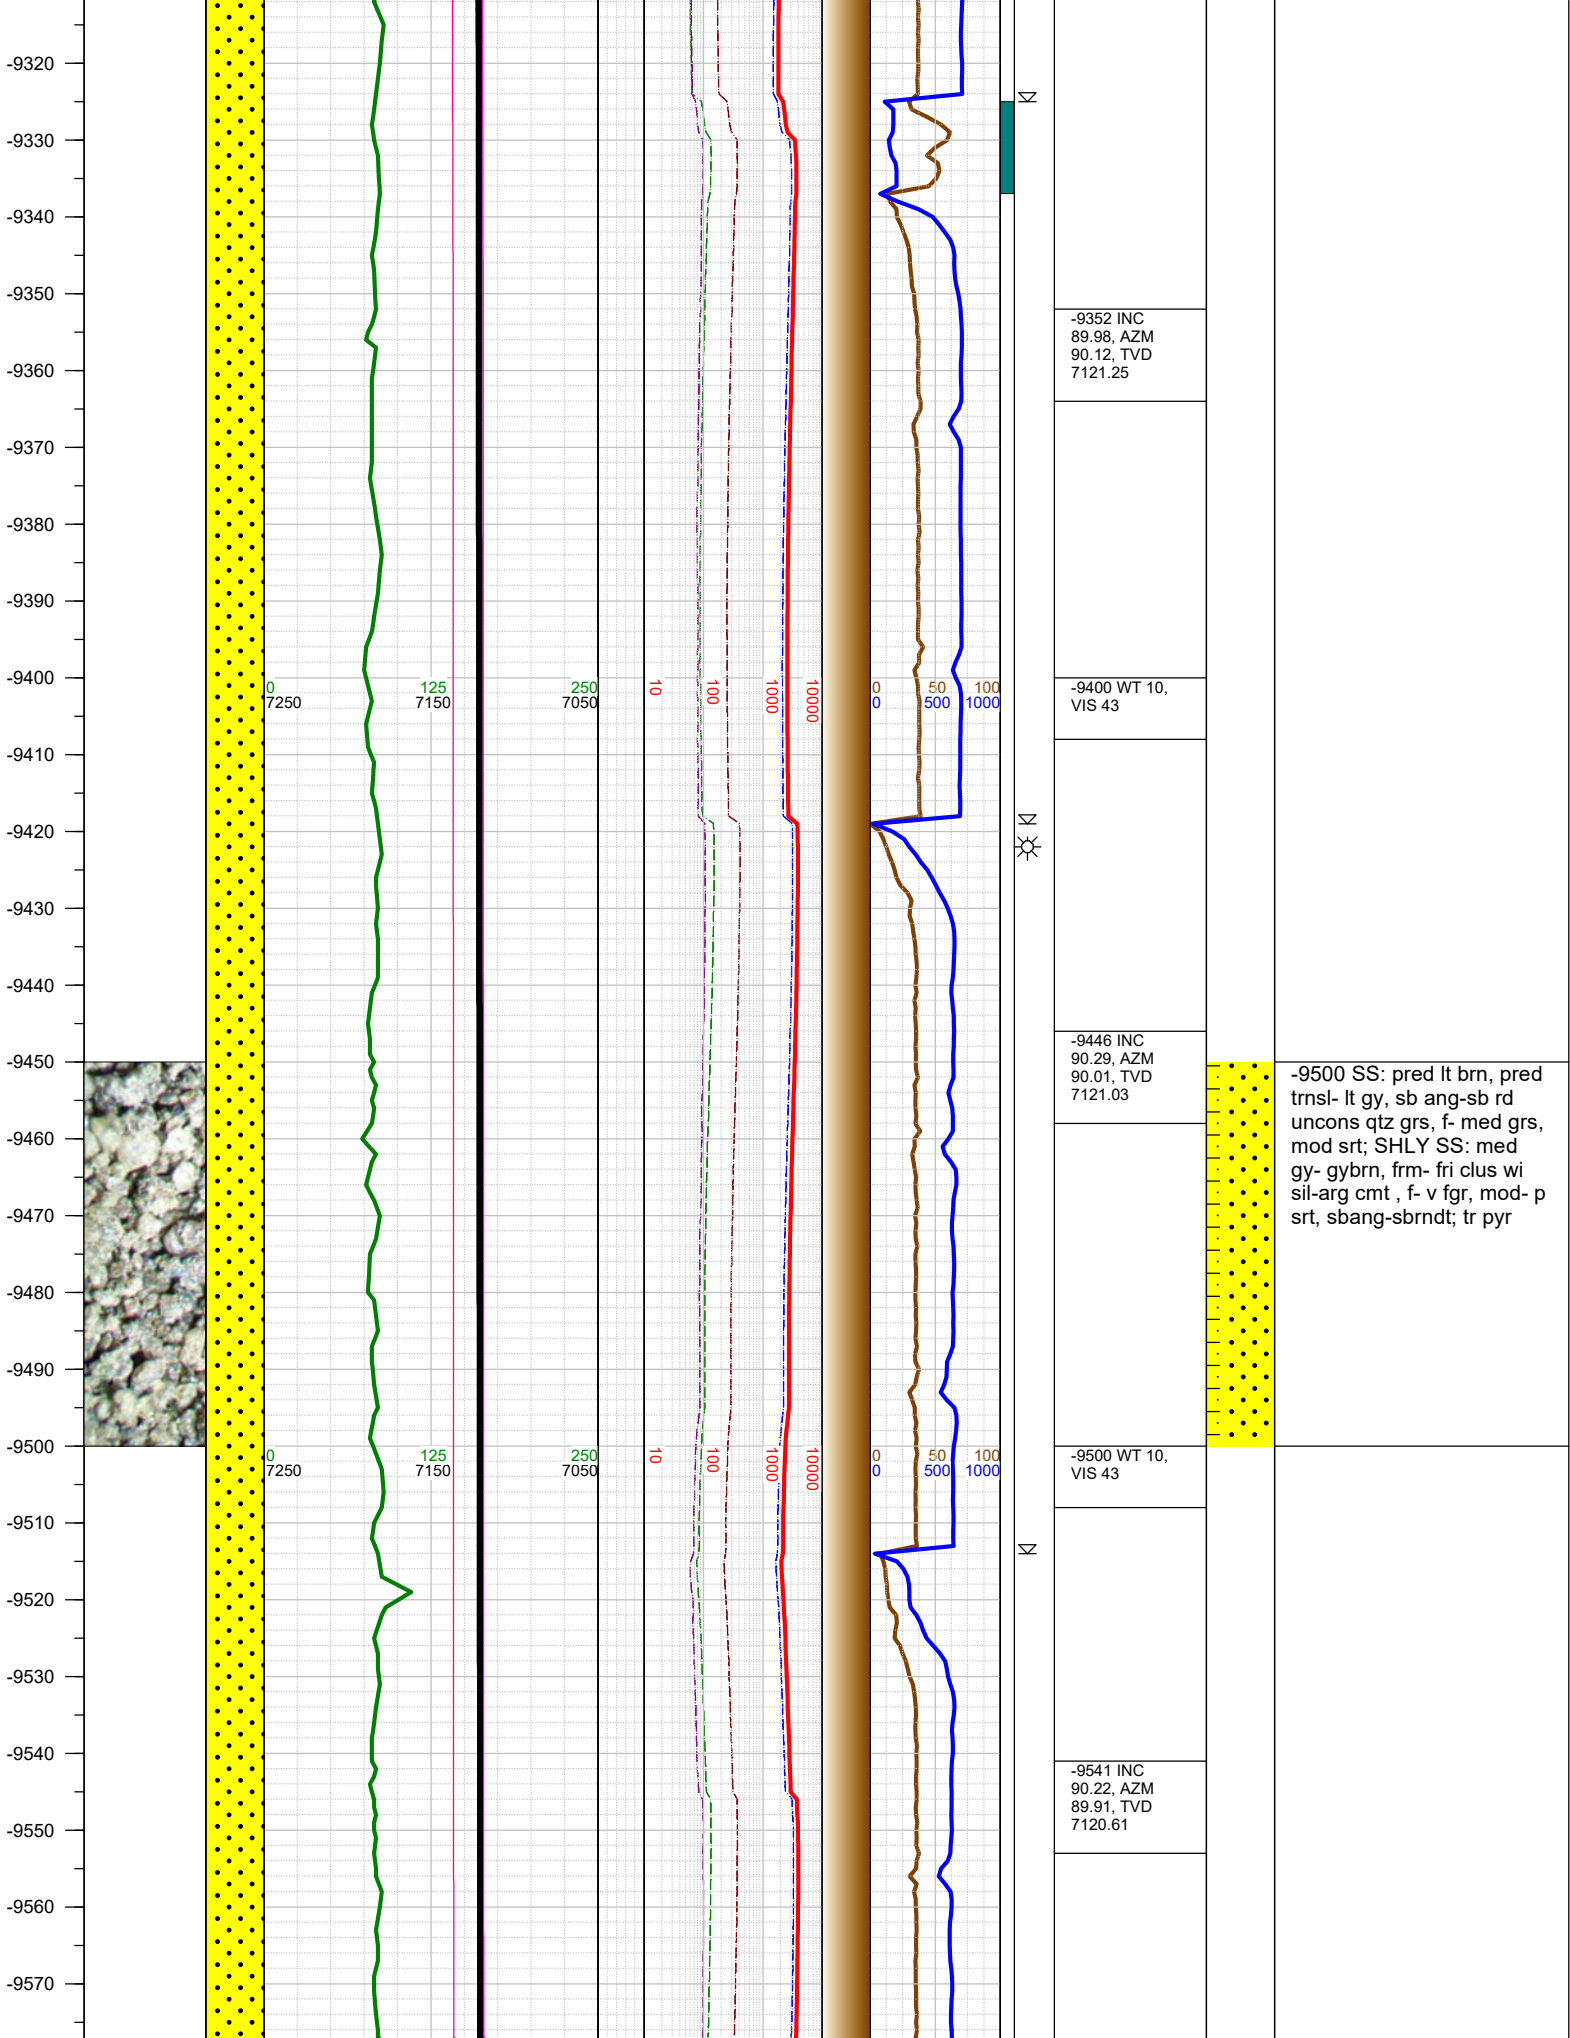 -9320
-9330
-9340
-9350
-9352 INC
89.98, AZM
90.12, TVD
7121.25
-9360
-9370
-9380
-9390
-9400
0 125 250
7250 7150 7050
10 100 1000 10000
0 50 100
0 500 1000
-9400 WT 10,
VIS 43
-9410
-9420
-9430
-9440
-9446 INC
90.29, AZM
90.01, TVD
7121.03
-9450
-9500 SS: pred lt brn, pred
trnsl- lt gy, sb ang-sb rd
uncons qtz grs, f- med grs,
mod srt; SHLY SS: med
gy- gybrn, frm- fri clus wi
sil-arg cmt , f- v fgr, mod- p
srt, sbang-sbrndt; tr pyr
-9460
-9470
-9480
-9490
-9500
0 125 250
7250 7150 7050
10 100 1000 10000
0 50 100
0 500 1000
-9500 WT 10,
VIS 43
-9510
-9520
-9530
-9540
-9541 INC
90.22, AZM
89.91, TVD
7120.61
-9550
-9560
-9570